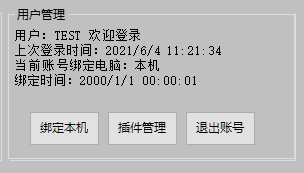 用户管理
用户：TEST 欢迎登录
上次登录时间：2021/6/4 11:21:34
当前账号绑定电脑：本机
绑定时间：2000/1/1 00:00:01
绑定本机 插件管理 退出账号